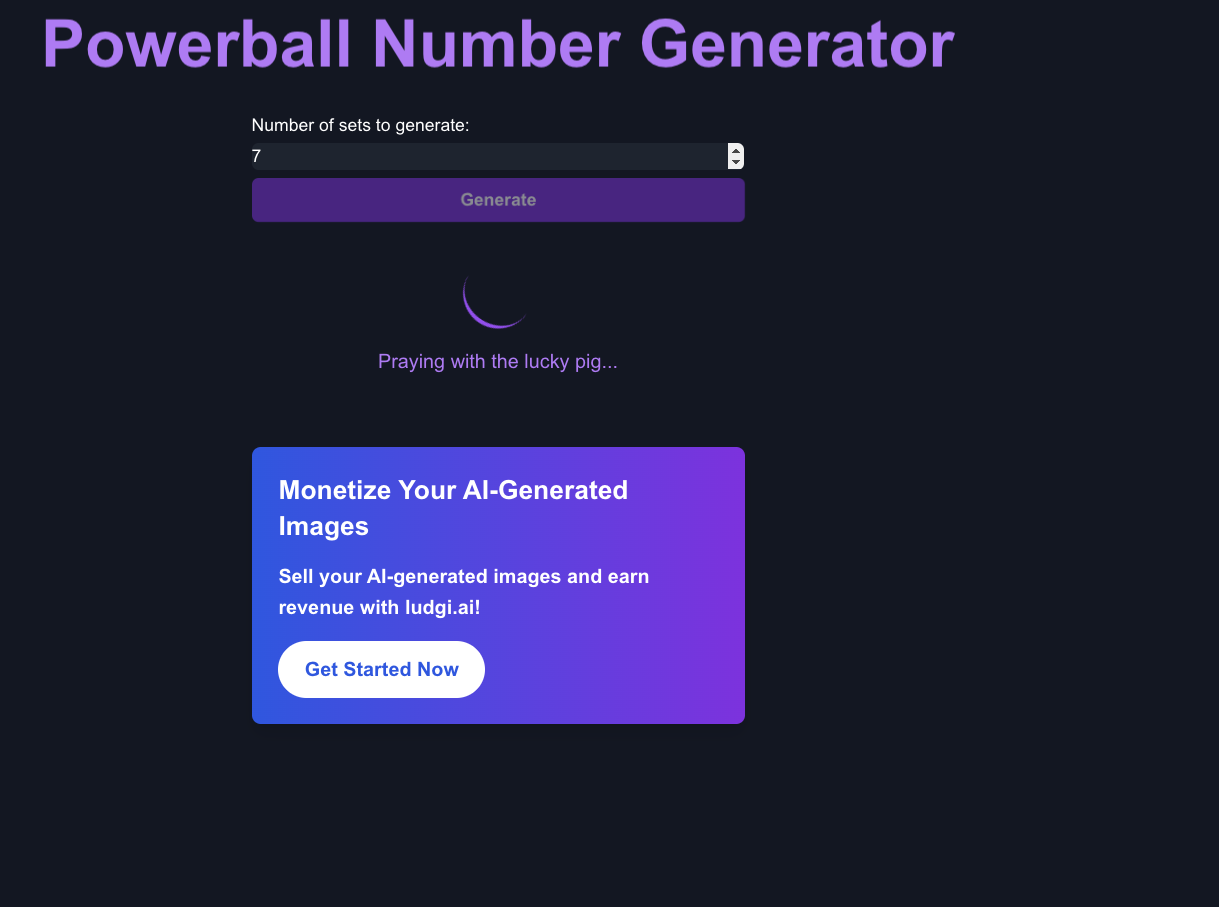 Powerball Number Generator
Number of sets to generate:
7
Generate
Praying with the lucky pig...
Monetize Your AI-Generated
Images
Sell your AI-generated images and earn
revenue with ludgi.ai!
Get Started Now